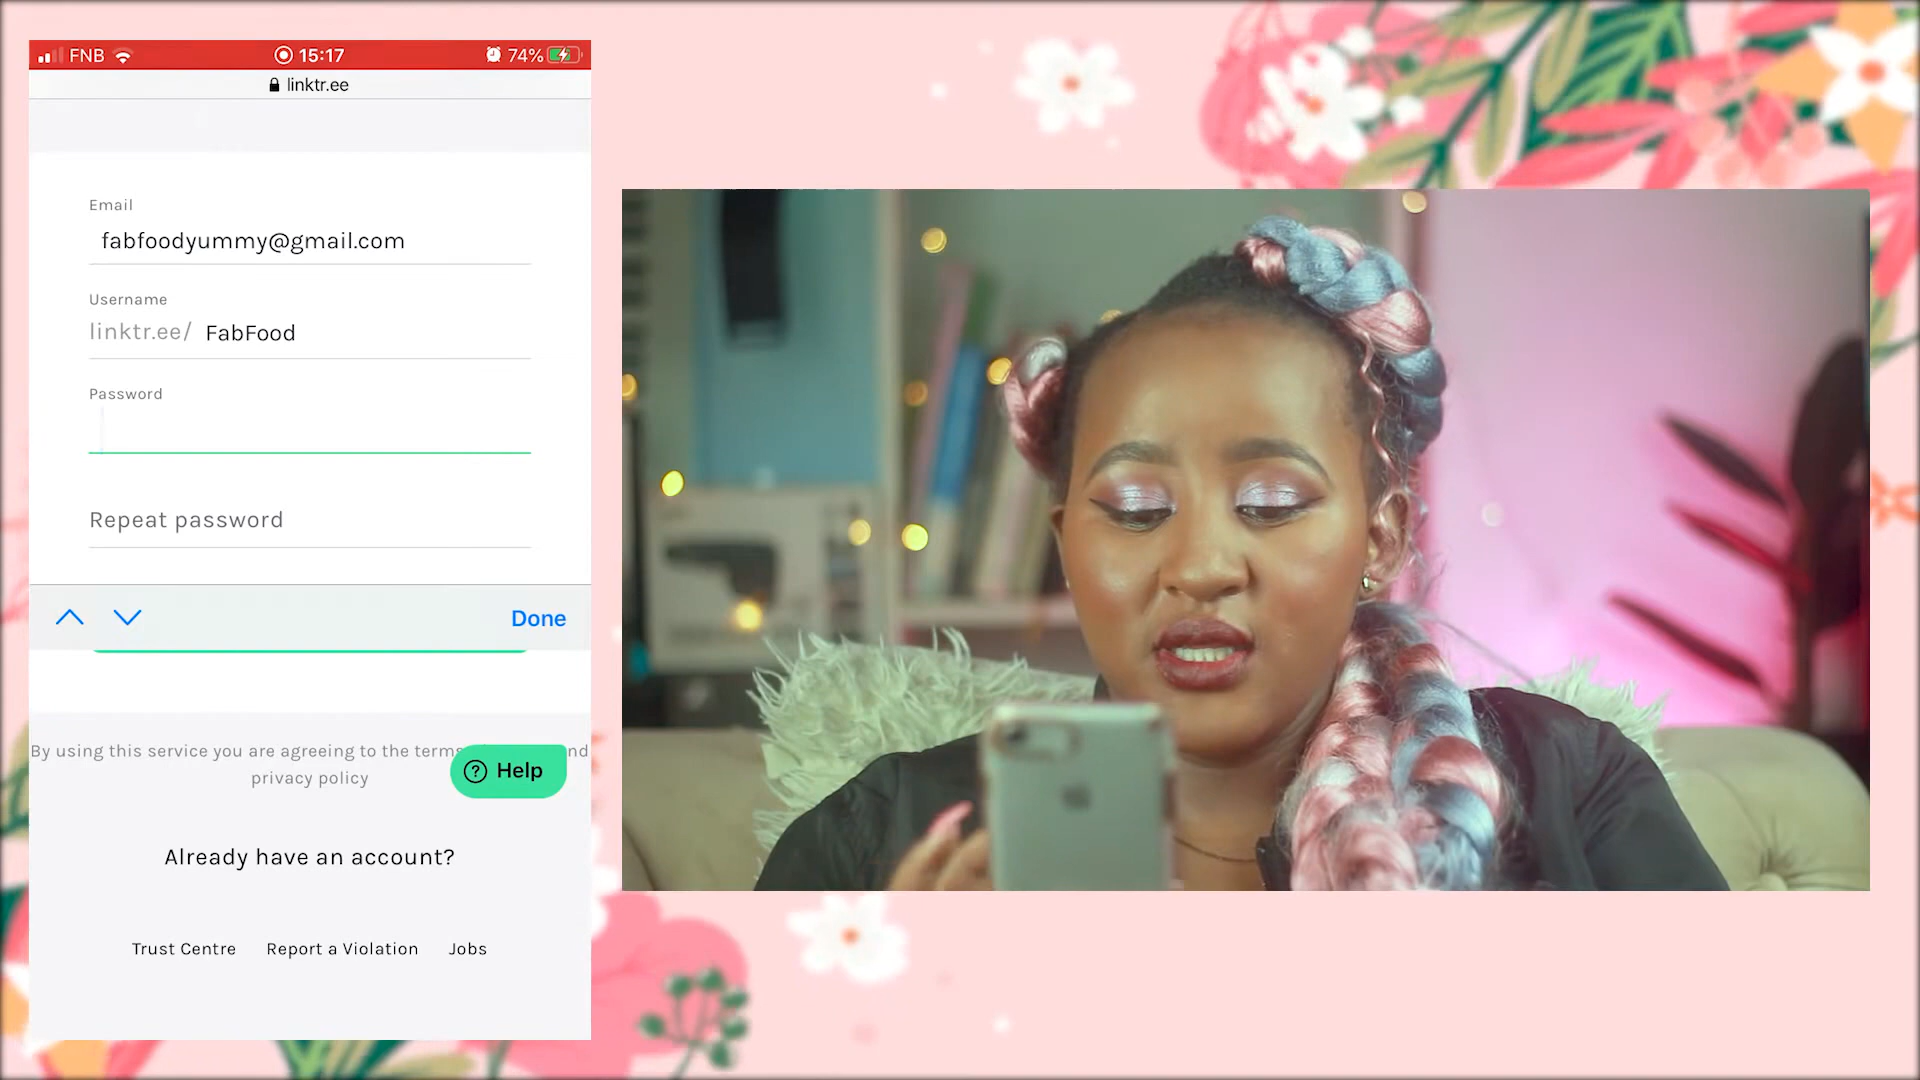 FNB 15:17 74%
linktr.ee
Email
fabfoodyummy@gmail.com
Username
linktr.ee/ FabFood
Password
Repeat password
Done
By using this service you are agreeing to the terms
privacy policy
Help
Already have an account?
Trust Centre Report a Violation Jobs